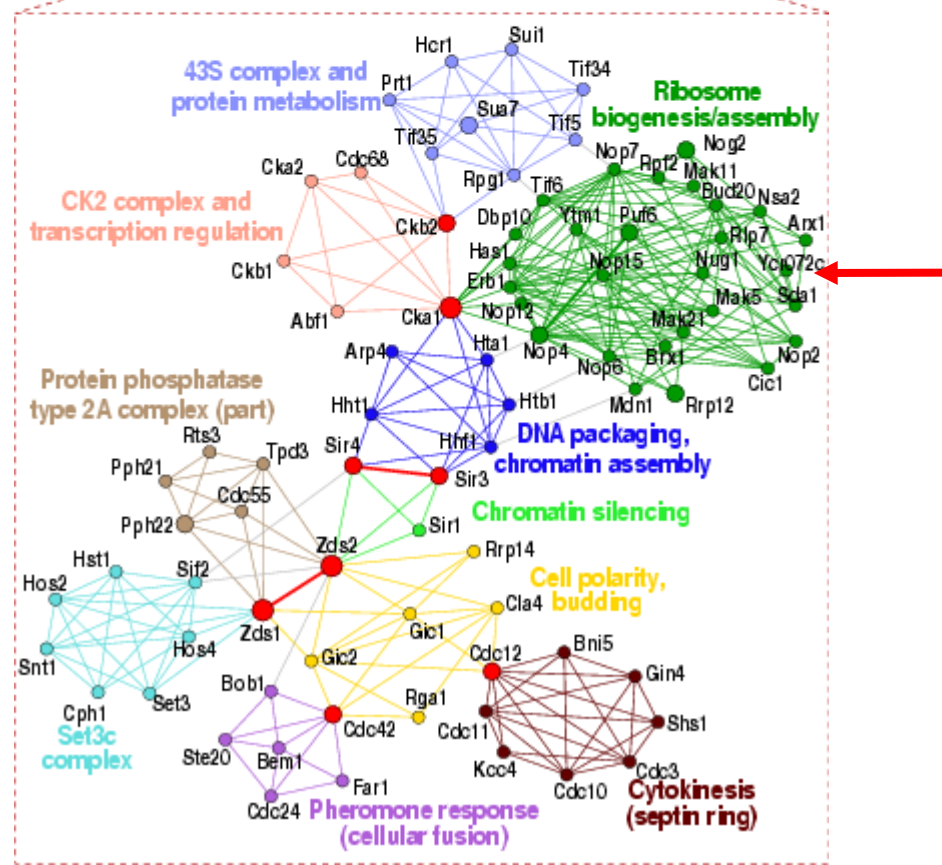 Sui1
Hcr1
Tif34
43S complex and
protein metabolism
Prt1
Sua7
Tif35
Tif5
Rpg1
Ribosome
biogenesis/assembly
Nog2
Nop7
Rpf2
Mak11
Bud20
Nsa2
Tif6
Dbp10
Ytm1
Puf6
Rlp7
Arx1
Has1
Nop15
Nug1
Ycr072c
Erb1
Nop12
Mak5
Sda1
Mak21
Nop4
Nop6
Brx1
Nop2
Cic1
Mdn1
Rrp12
Cka2
Cdc68
CK2 complex and
transcription regulation
Ckb2
Ckb1
Abf1
Cka1
Arp4
Hta1
Hht1
Htb1
Hhf1
DNA packaging,
chromatin assembly
Protein phosphatase
type 2A complex (part)
Rts3
Tpd3
Pph21
Cdc55
Pph22
Sir4
Sir3
Chromatin silencing
Sir1
Zds2
Rrp14
Cell polarity,
budding
Cla4
Hst1
Sif2
Hos2
Zds1
Gic1
Hos4
Snt1
Set3
Cph1
Set3c
complex
Gic2
Cdc12
Rga1
Bni5
Gin4
Cdc11
Shs1
Kcc4
Cdc3
Cdc10
Cytokinesis
(septin ring)
Bob1
Cdc42
Ste20
Bem1
Far1
Cdc24
Pheromone response
(cellular fusion)